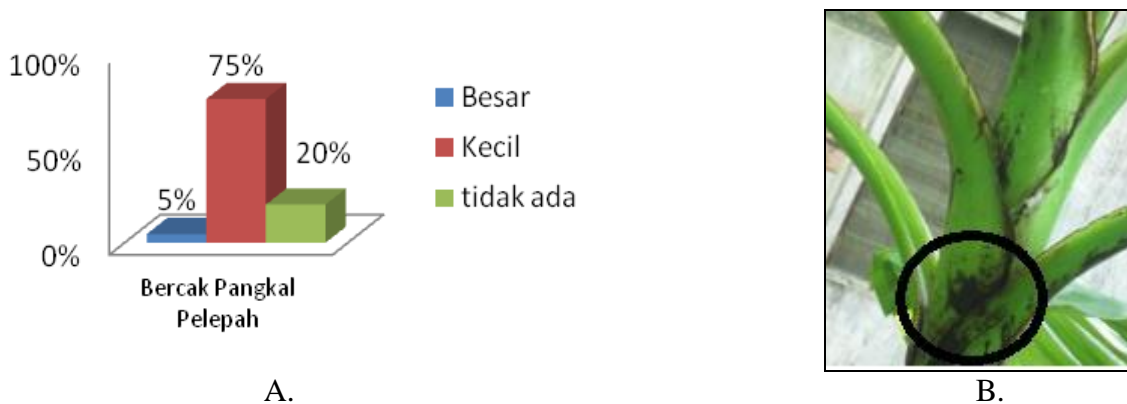 100%
50%
0%
5%
75%
20%
Bercak Pangkal
Pelepah
Besar
Kecil
tidak ada
A.
B.